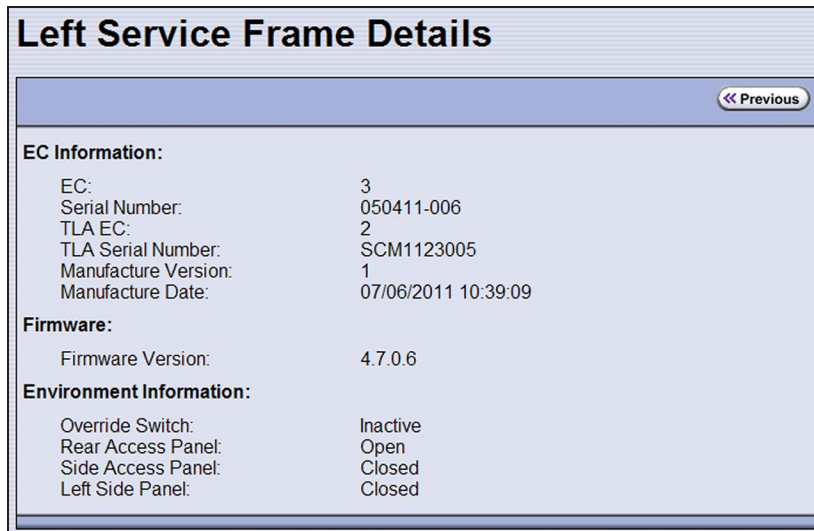 Left Service Frame Details
Previous
EC Information:
EC: 3
Serial Number: 050411-006
TLA EC: 2
TLA Serial Number: SCM1123005
Manufacture Version: 1
Manufacture Date: 07/06/2011 10:39:09
Firmware:
Firmware Version: 4.7.0.6
Environment Information:
Override Switch: Inactive
Rear Access Panel: Open
Side Access Panel: Closed
Left Side Panel: Closed